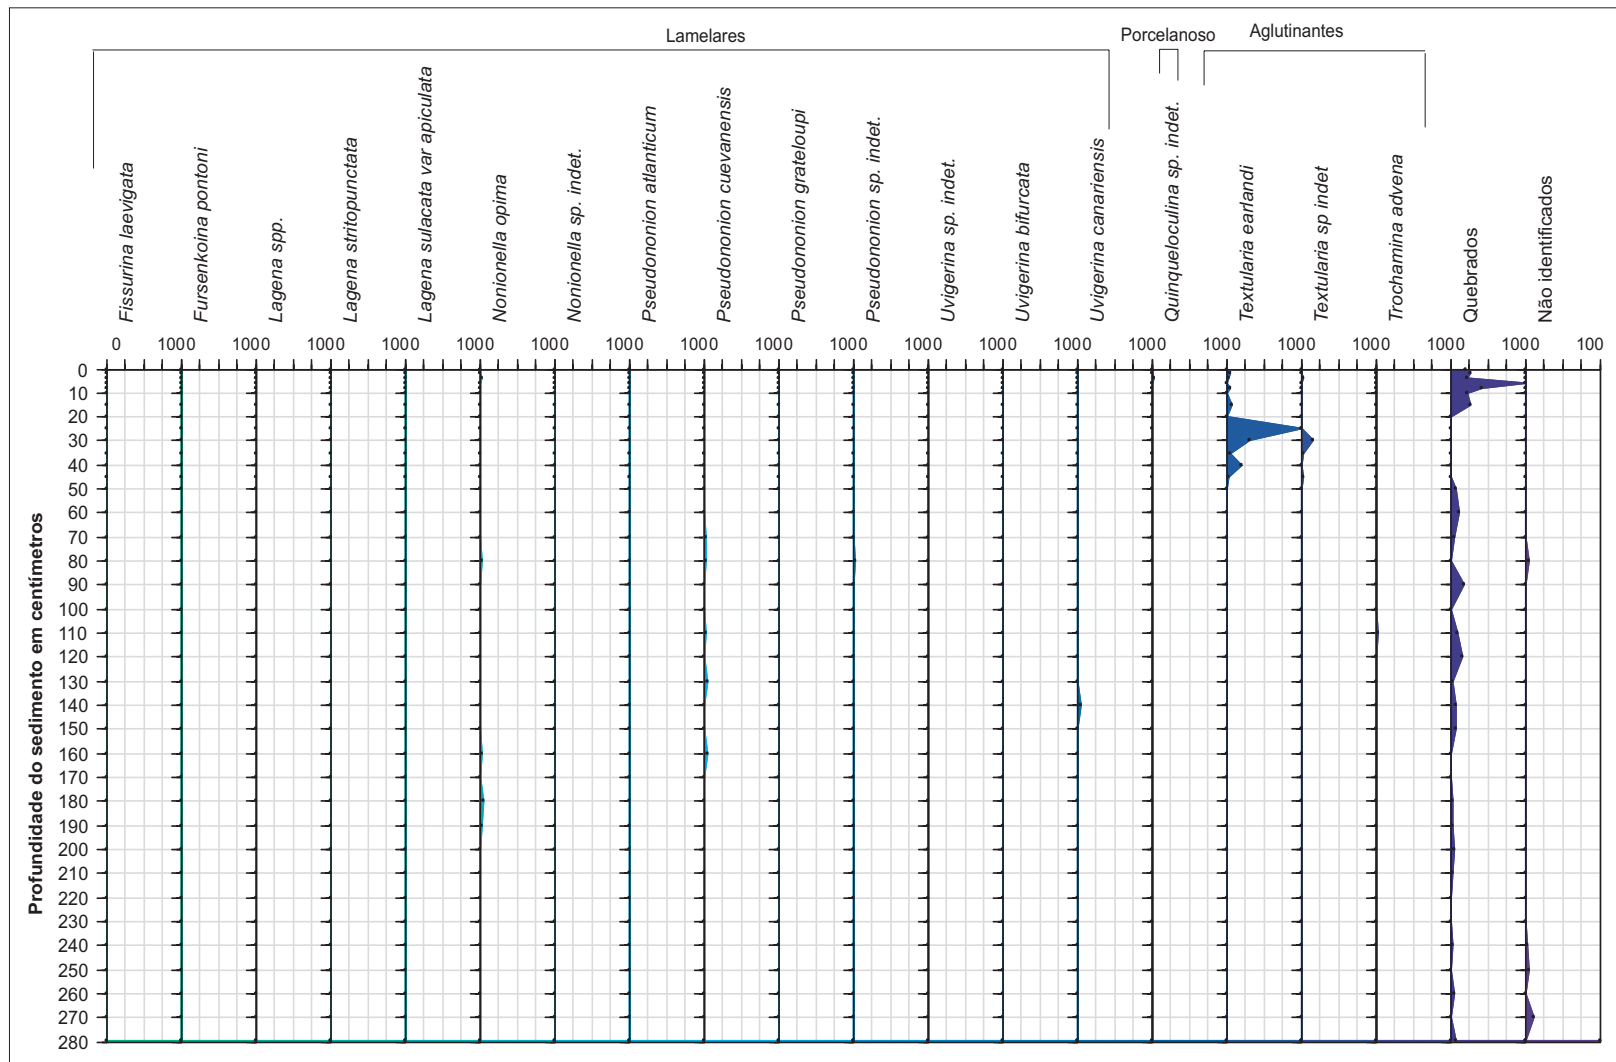 Lamelares
Porcelanoso
Aglutinantes
Fissurina laevigata
Fursenkoina pontoni
Lagena spp.
Lagena stritopunctata
Lagena sulacata var apiculata
Nonionella opima
Nonionella sp. indet.
Pseudononion atlanticum
Pseudononion cuevanensis
Pseudononion grateloupi
Pseudononion sp. indet.
Uvigerina sp. indet.
Uvigerina bifurcata
Uvigerina canariensis
Quinqueloculina sp. indet.
Textularia earlandi
Textularia sp indet
Trochamina advena
Quebrados
Não identificados
0 1000 1000 1000 1000 1000 1000 1000 1000 1000 1000 1000 1000 1000 1000 1000 1000 1000 1000 1000 100
Profundidade do sedimento em centímetros
0
10
20
30
40
50
60
70
80
90
100
110
120
130
140
150
160
170
180
190
200
210
220
230
240
250
260
270
280